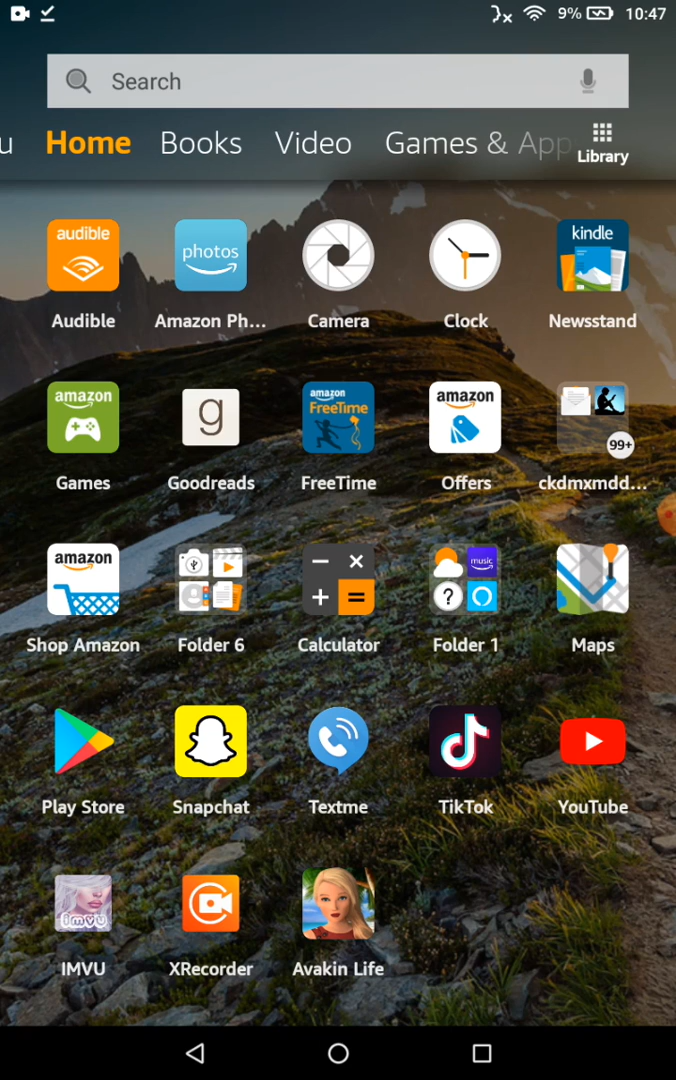 9% 10:47
Search
u Home Books Video Games & App
Library
audible photos kindle
Audible Amazon Ph... Camera Clock Newsstand
amazon g amazon FreeTime amazon 99+
Games Goodreads FreeTime Offers ckdmxmdd...
amazon − × + = music ?
Shop Amazon Folder 6 Calculator Folder 1 Maps
Play Store Snapchat Textme TikTok YouTube
imvu
IMVU XRecorder Avakin Life